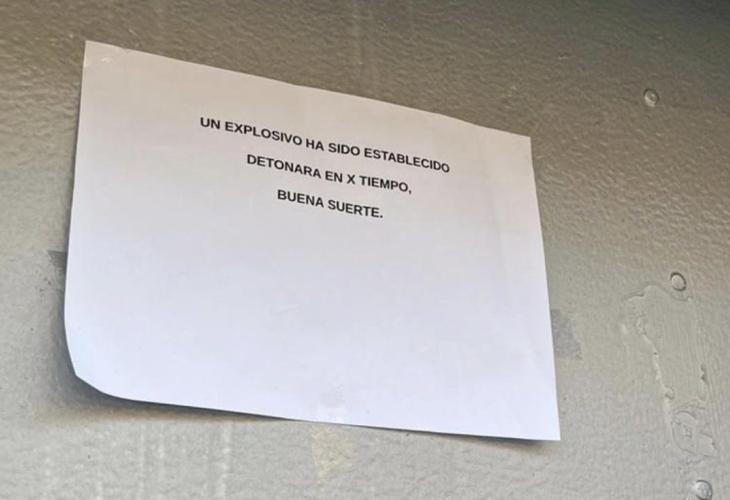 UN EXPLOSIVO HA SIDO ESTABLECIDO
DETONARA EN X TIEMPO,
BUENA SUERTE.